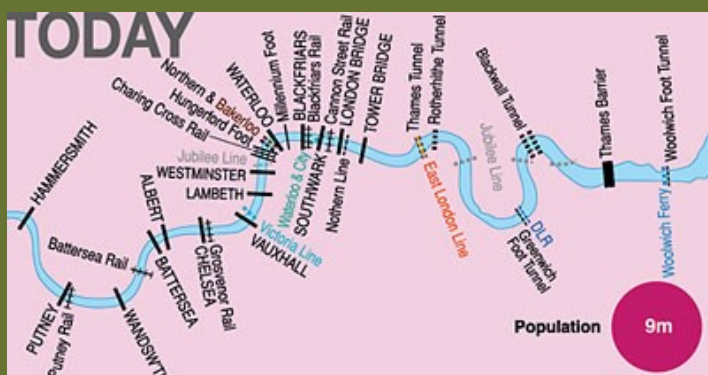 TODAY
HAMMERSMITH
PUTNEY
Putney Rail
WANDSW'T
Battersea Rail
BATTERSEA
ALBERT
CHELSEA
Grosvenor Rail
VAUXHALL
Victoria Line
LAMBETH
WESTMINSTER
Jubilee Line
Charing Cross Rail
Hungerford Foot
Northern & Bakerloo
WATERLOO
Waterloo & City
Millennium Foot
BLACKFRIARS
Blackfriars Rail
SOUTHWARK
Cannon Street Rail
LONDON BRIDGE
Nothern Line
TOWER BRIDGE
Thames Tunnel
East London Line
Rotherhithe Tunnel
Jubilee Line
DLR
Greenwich
Foot Tunnel
Blackwall Tunnel
Thames Barrier
Woolwich Foot Tunnel
Woolwich Ferry
Population
9m